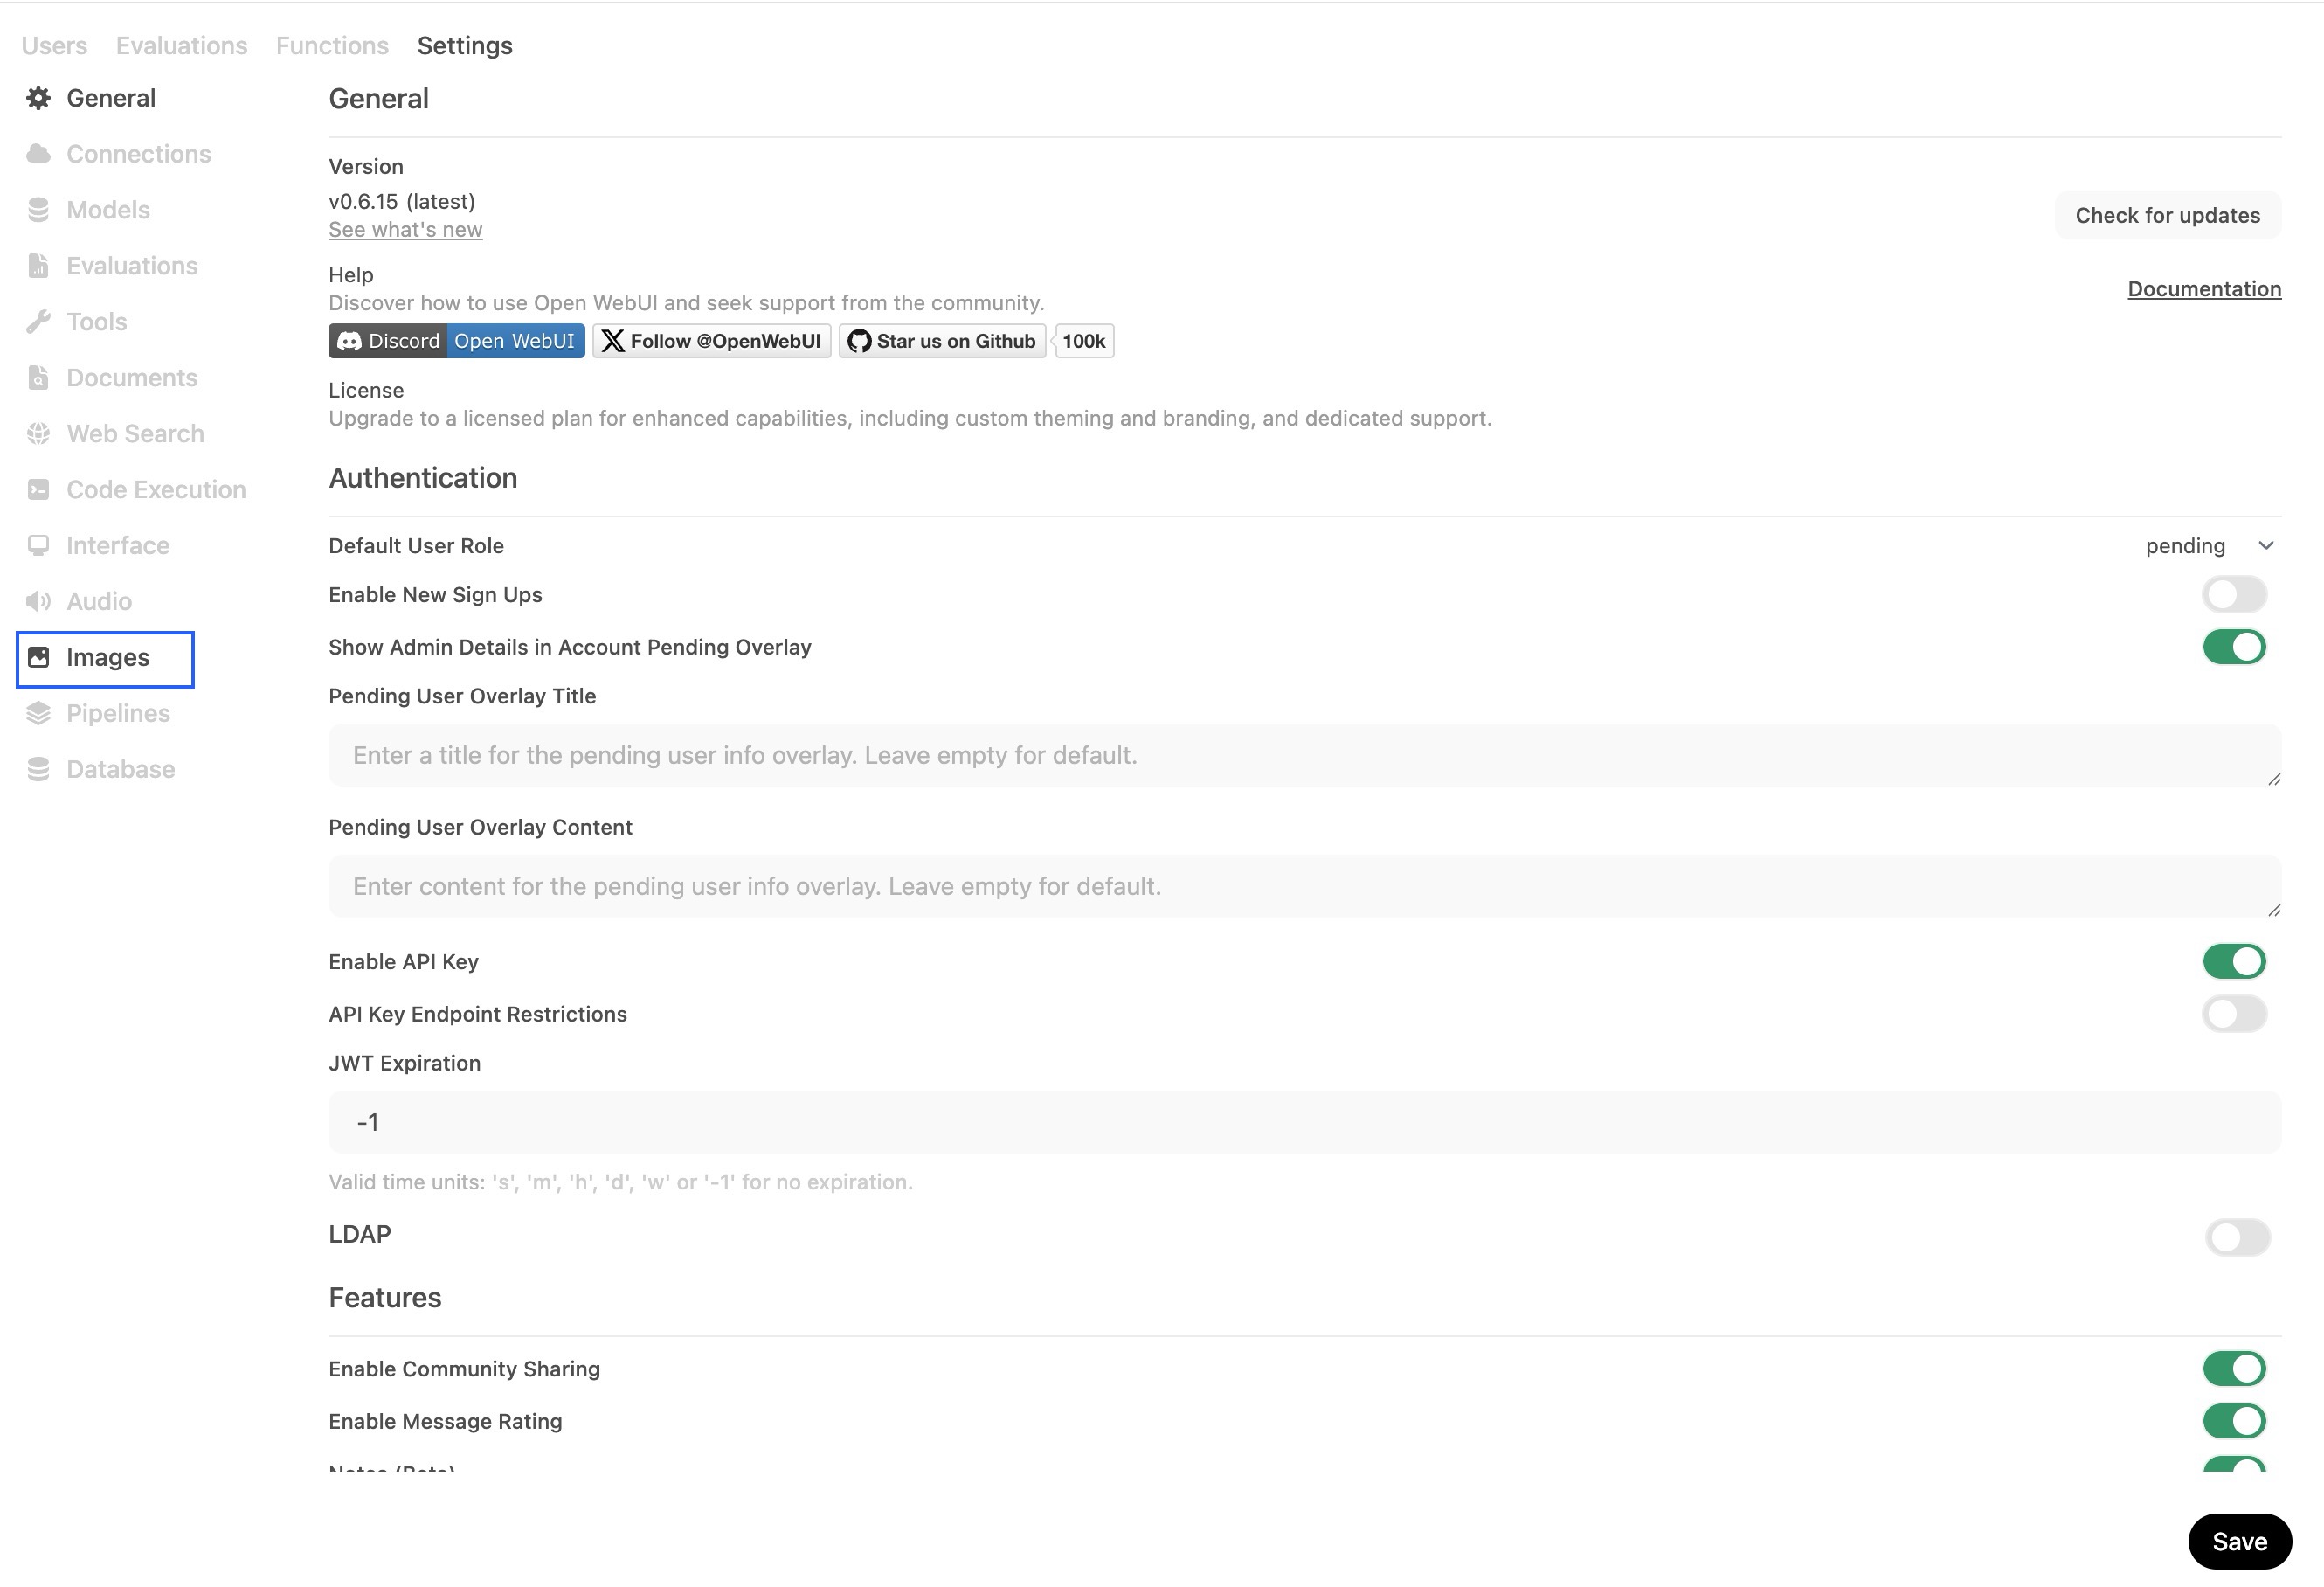 Users Evaluations Functions Settings
General
Connections
Models
Evaluations
Tools
Documents
Web Search
Code Execution
Interface
Audio
Images
Pipelines
Database
General
Version
v0.6.15 (latest)
See what's new
Check for updates
Help
Discover how to use Open WebUI and seek support from the community.
Documentation
Discord Open WebUI Follow @OpenWebUI Star us on Github 100k
License
Upgrade to a licensed plan for enhanced capabilities, including custom theming and branding, and dedicated support.
Authentication
Default User Role pending
Enable New Sign Ups
Show Admin Details in Account Pending Overlay
Pending User Overlay Title
Enter a title for the pending user info overlay. Leave empty for default.
Pending User Overlay Content
Enter content for the pending user info overlay. Leave empty for default.
Enable API Key
API Key Endpoint Restrictions
JWT Expiration
-1
Valid time units: 's', 'm', 'h', 'd', 'w' or '-1' for no expiration.
LDAP
Features
Enable Community Sharing
Enable Message Rating
Notes (Beta)
Save